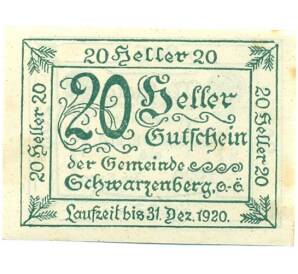 20 Heller 20
20 Heller 20
20 Heller
Gutschein
der Gemeinde
Schwarzenberg, O.-Ö.
Laufzeit bis 31. Dez. 1920.
20 Heller 20